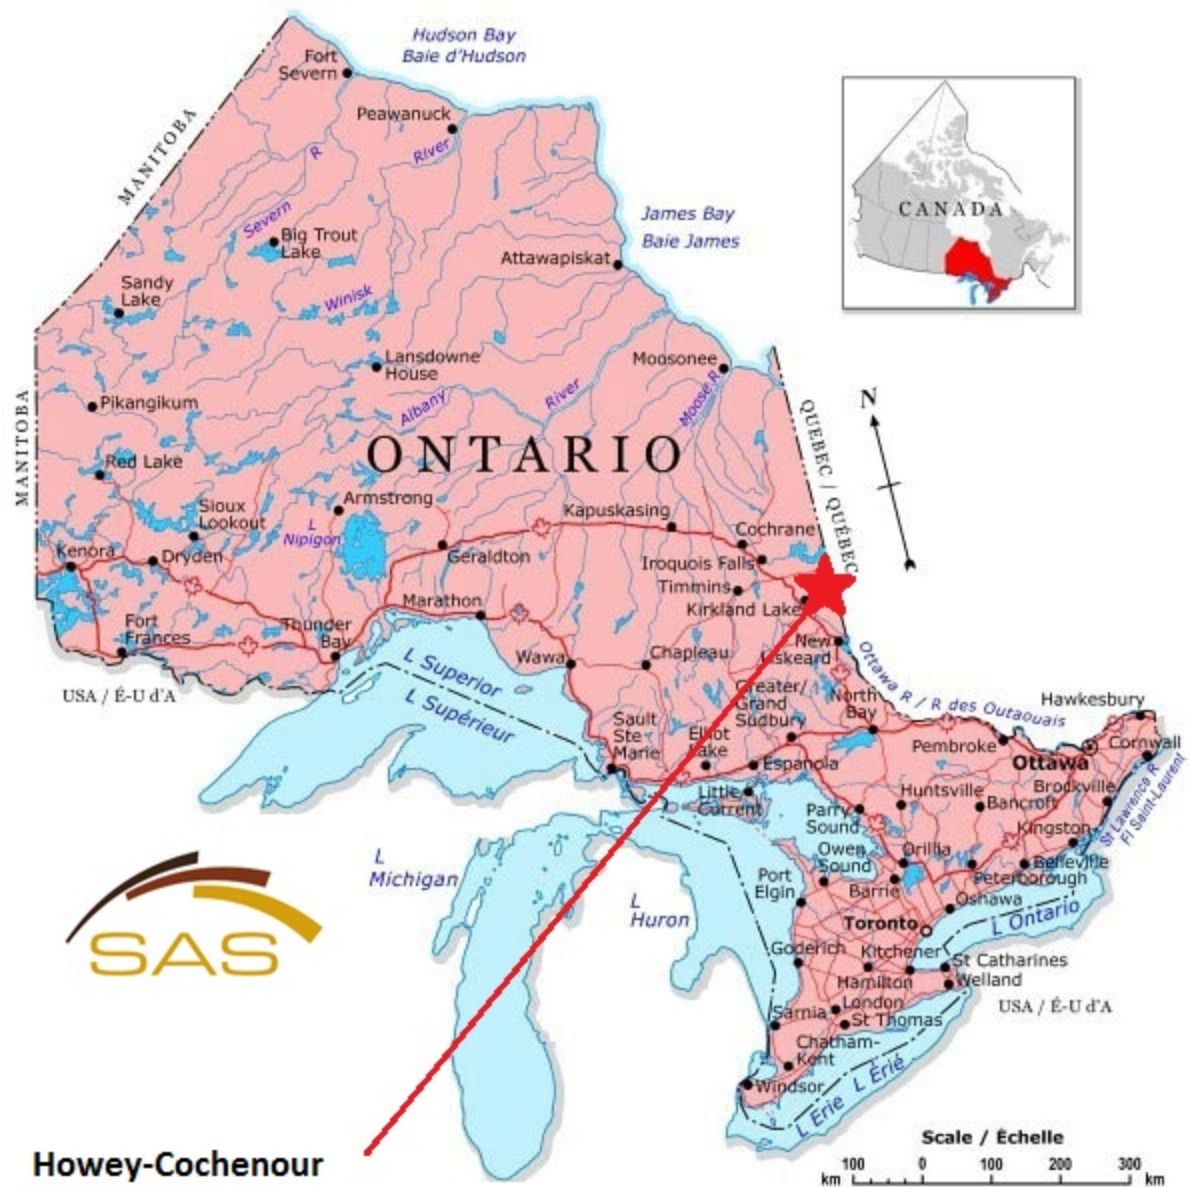 Hudson Bay
Baie d'Hudson
Fort
Severn
Peawanuck
MANITOBA
River
R
Severn
Big Trout
Lake
James Bay
Baie James
CANADA
Attawapiskat
Sandy
Lake
Winisk
Lansdowne
House
Moosonee
Pikangikum
Albany
River
Moose R
MANITOBA
QUEBEC / QUÉBEC
N
ONTARIO
Red Lake
Armstrong
Sioux
Lookout
L
Nipigon
Kapuskasing
Cochrane
Kenora
Dryden
Geraldton
Iroquois Falls
Timmins
Kirkland Lake
Marathon
Fort
Frances
Thunder
Bay
New
Liskeard
Wawa
Chapleau
L Superior
L Supérieur
Ottawa R / R des Outaouais
USA / É-U d'A
Greater/
Grand
Sudbury
North
Bay
Hawkesbury
Sault
Ste
Marie
Elliot
Lake
Espanola
Pembroke
Ottawa
Cornwall
Little
Current
Huntsville
Bancroft
Brockville
St Lawrence R
Fl Saint-Laurent
Parry
Sound
Kingston
Owen
Sound
Orillia
Belleville
Peterborough
L
Michigan
Port
Elgin
Barrie
Oshawa
L
Huron
Toronto
L Ontario
SAS
Goderich
Kitchener
St Catharines
Hamilton
Welland
London
USA / É-U d'A
Sarnia
St Thomas
Chatham-
Kent
Windsor
L Erie L Érié
Howey-Cochenour
Scale / Échelle
100 0 100 200 300
km km